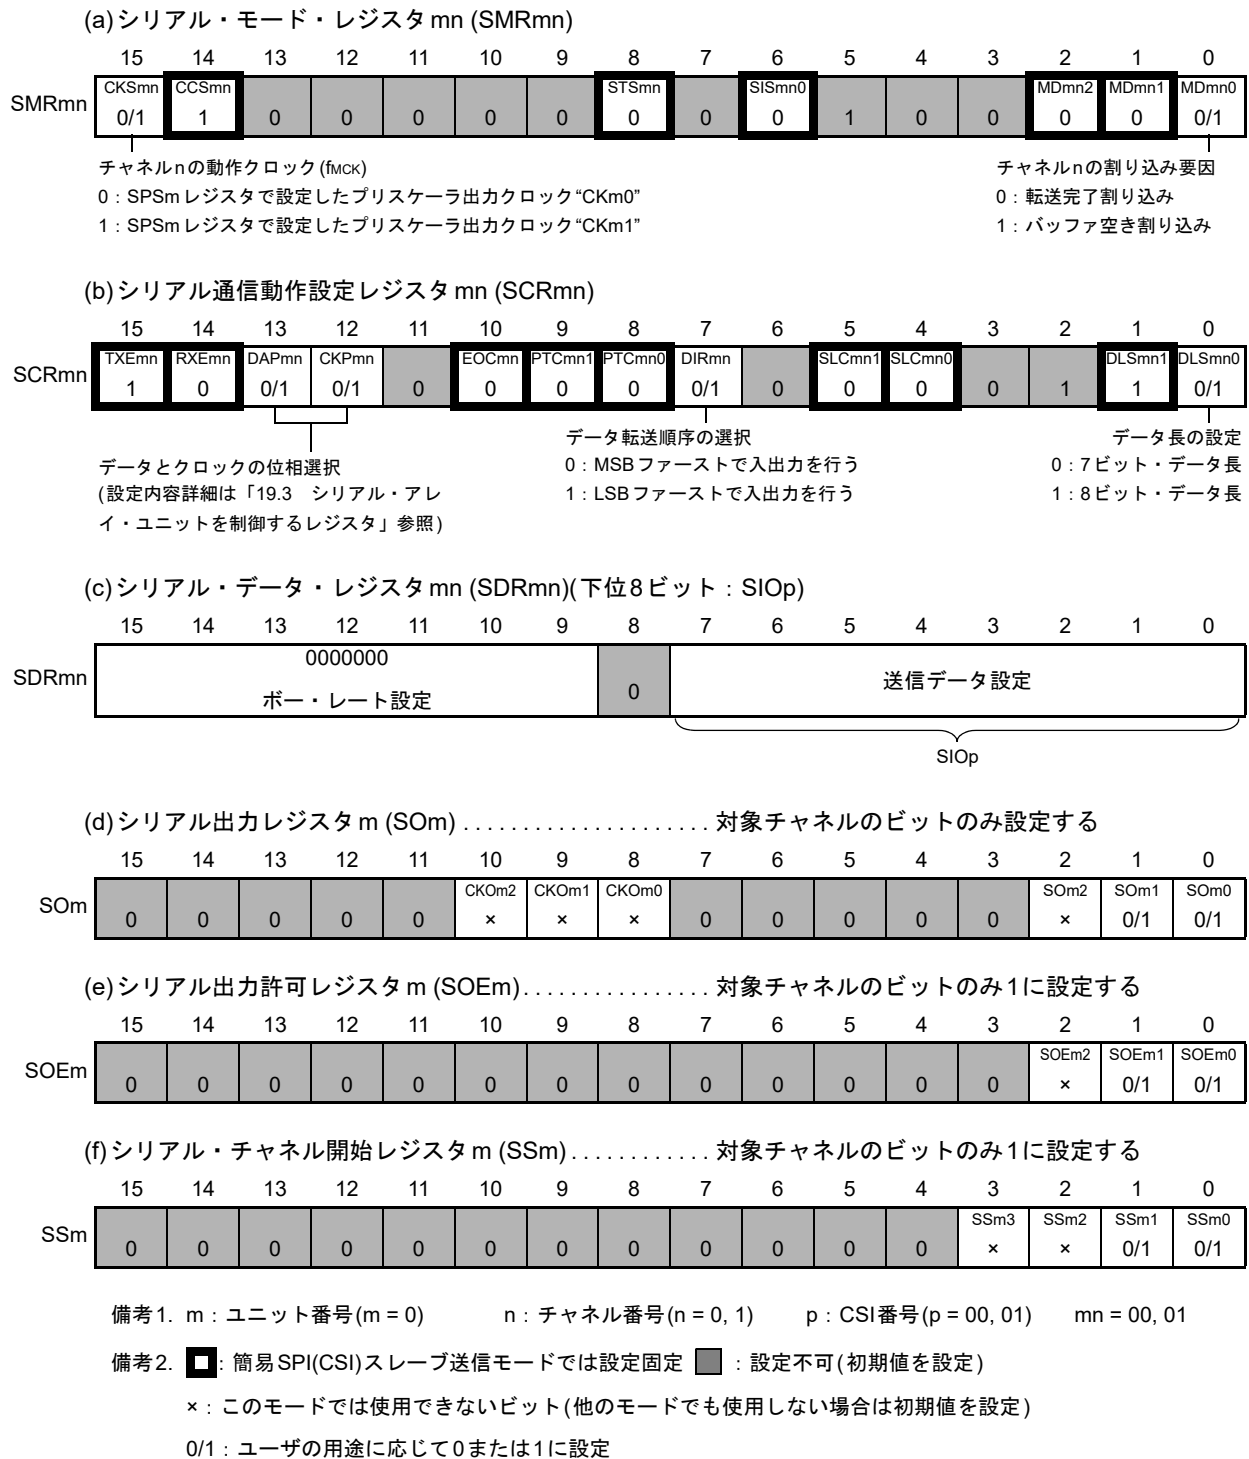 (a)シリアル・モード・レジスタmn (SMRmn)
15 14 13 12 11 10 9 8 7 6 5 4 3 2 1 0
CKSmn CCSmn STSmn SISmn0 MDmn2 MDmn1 MDmn0
SMRmn 0/1 1 0 0 0 0 0 0 0 0 1 0 0 0 0 0/1
チャネルnの動作クロック(fMCK)
0：SPSmレジスタで設定したプリスケーラ出力クロック“CKm0”
1：SPSmレジスタで設定したプリスケーラ出力クロック“CKm1”
チャネルnの割り込み要因
0：転送完了割り込み
1：バッファ空き割り込み
(b)シリアル通信動作設定レジスタmn (SCRmn)
15 14 13 12 11 10 9 8 7 6 5 4 3 2 1 0
TXEmn RXEmn DAPmn CKPmn EOCmn PTCmn1 PTCmn0 DIRmn SLCmn1 SLCmn0 DLSmn1 DLSmn0
SCRmn 1 0 0/1 0/1 0 0 0 0 0/1 0 0 0 0 1 1 0/1
データとクロックの位相選択
(設定内容詳細は「19.3　シリアル・アレ
イ・ユニットを制御するレジスタ」参照)
データ転送順序の選択
0：MSBファーストで入出力を行う
1：LSBファーストで入出力を行う
データ長の設定
0：7ビット・データ長
1：8ビット・データ長
(c)シリアル・データ・レジスタmn (SDRmn)(下位8ビット：SIOp)
15 14 13 12 11 10 9 8 7 6 5 4 3 2 1 0
SDRmn
0000000
ボー・レート設定
0
送信データ設定
SIOp
(d)シリアル出力レジスタm (SOm) . . . . . . . . . . . . . . . . . . . . . 対象チャネルのビットのみ設定する
15 14 13 12 11 10 9 8 7 6 5 4 3 2 1 0
CKOm2 CKOm1 CKOm0 SOm2 SOm1 SOm0
SOm 0 0 0 0 0 × × × 0 0 0 0 0 × 0/1 0/1
(e)シリアル出力許可レジスタm (SOEm). . . . . . . . . . . . . . . . 対象チャネルのビットのみ1に設定する
15 14 13 12 11 10 9 8 7 6 5 4 3 2 1 0
SOEm2 SOEm1 SOEm0
SOEm 0 0 0 0 0 0 0 0 0 0 0 0 0 × 0/1 0/1
(f)シリアル・チャネル開始レジスタm (SSm). . . . . . . . . . . . 対象チャネルのビットのみ1に設定する
15 14 13 12 11 10 9 8 7 6 5 4 3 2 1 0
SSm3 SSm2 SSm1 SSm0
SSm 0 0 0 0 0 0 0 0 0 0 0 0 × × 0/1 0/1
備考1. m：ユニット番号(m = 0) n：チャネル番号(n = 0, 1) p：CSI番号(p = 00, 01) mn = 00, 01
備考2. ：簡易SPI(CSI)スレーブ送信モードでは設定固定 ：設定不可(初期値を設定)
×：このモードでは使用できないビット(他のモードでも使用しない場合は初期値を設定)
0/1：ユーザの用途に応じて0または1に設定